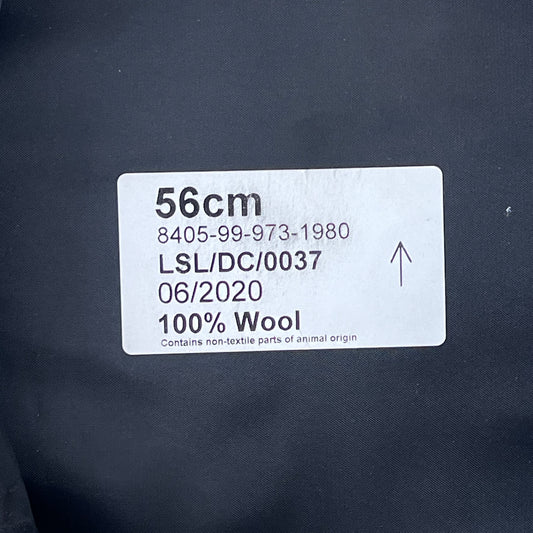 56cm
8405-99-973-1980
LSL/DC/0037
06/2020
100% Wool
Contains non-textile parts of animal origin